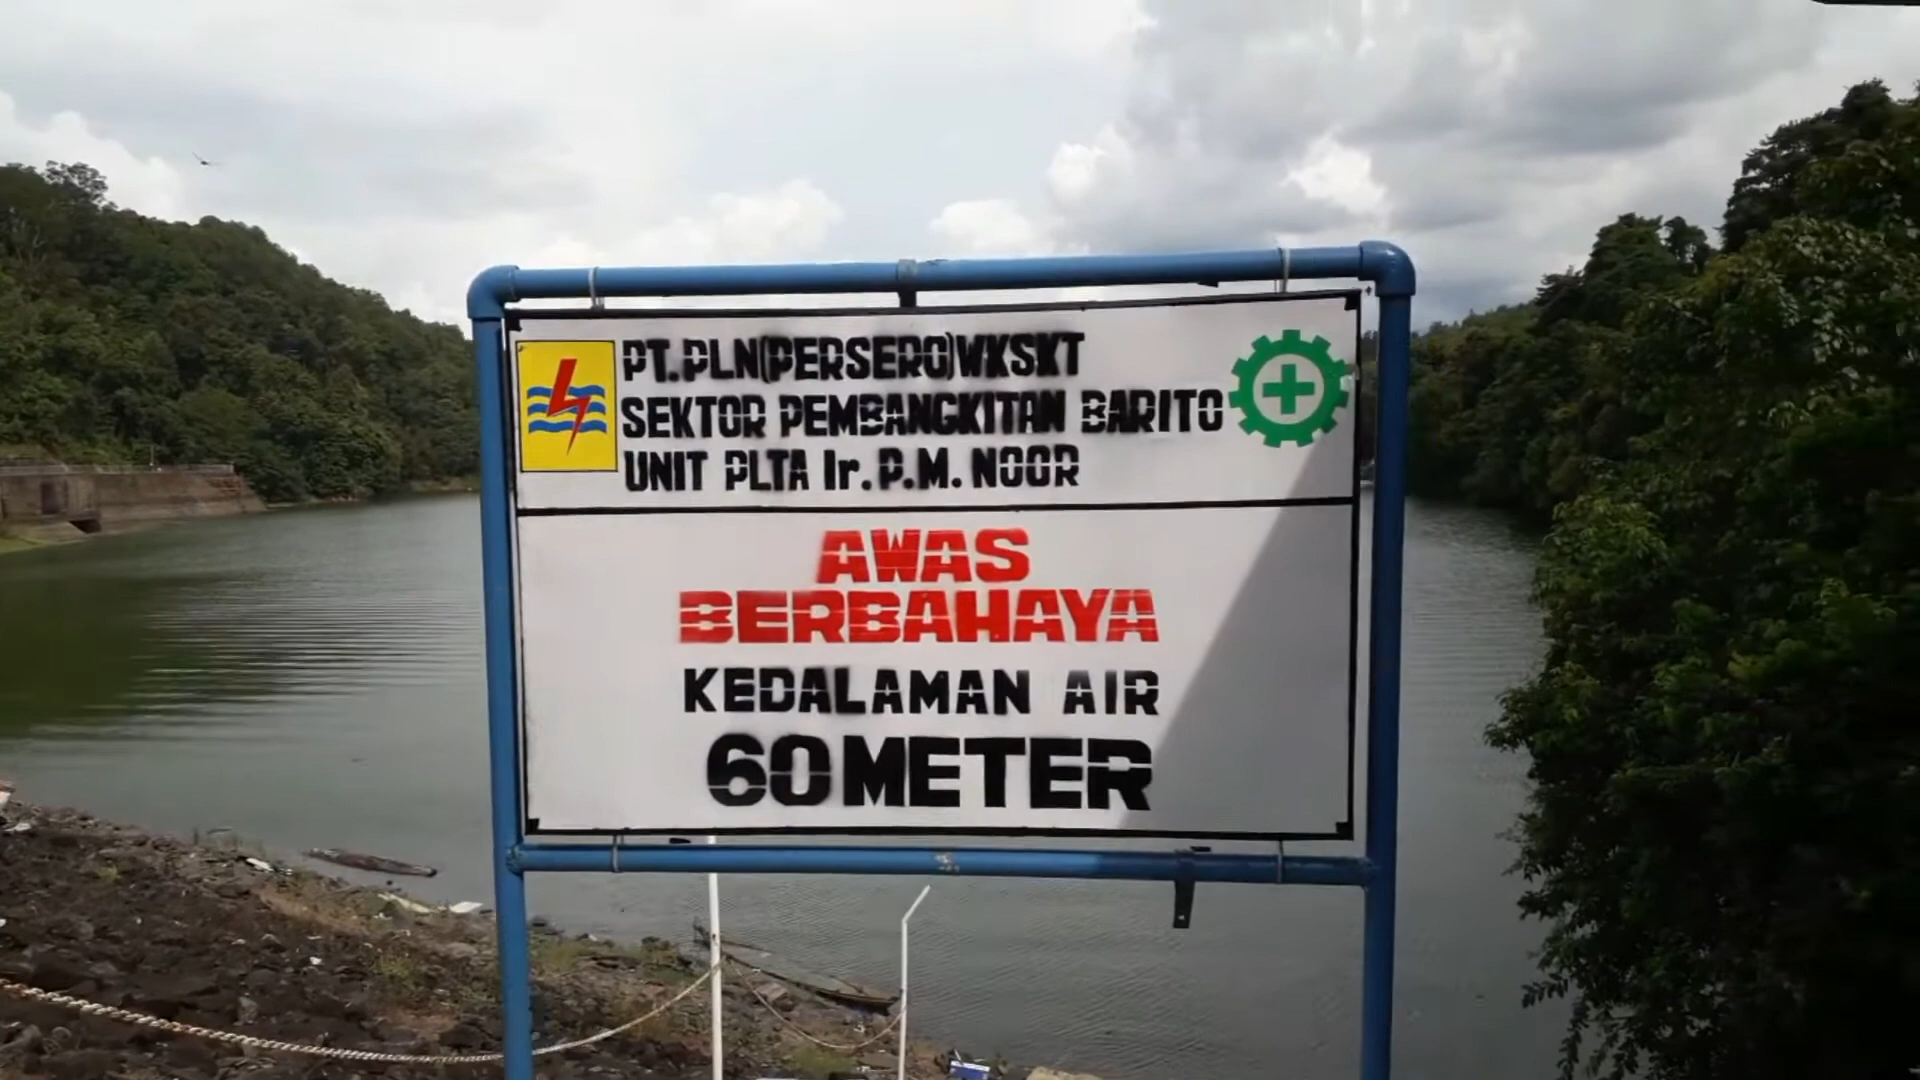 PT.PLN(PERSERO)WKSKT
SEKTOR PEMBANGKITAN BARITO
UNIT PLTA Ir.P.M.NOOR
AWAS
BERBAHAYA
KEDALAMAN AIR
60 METER